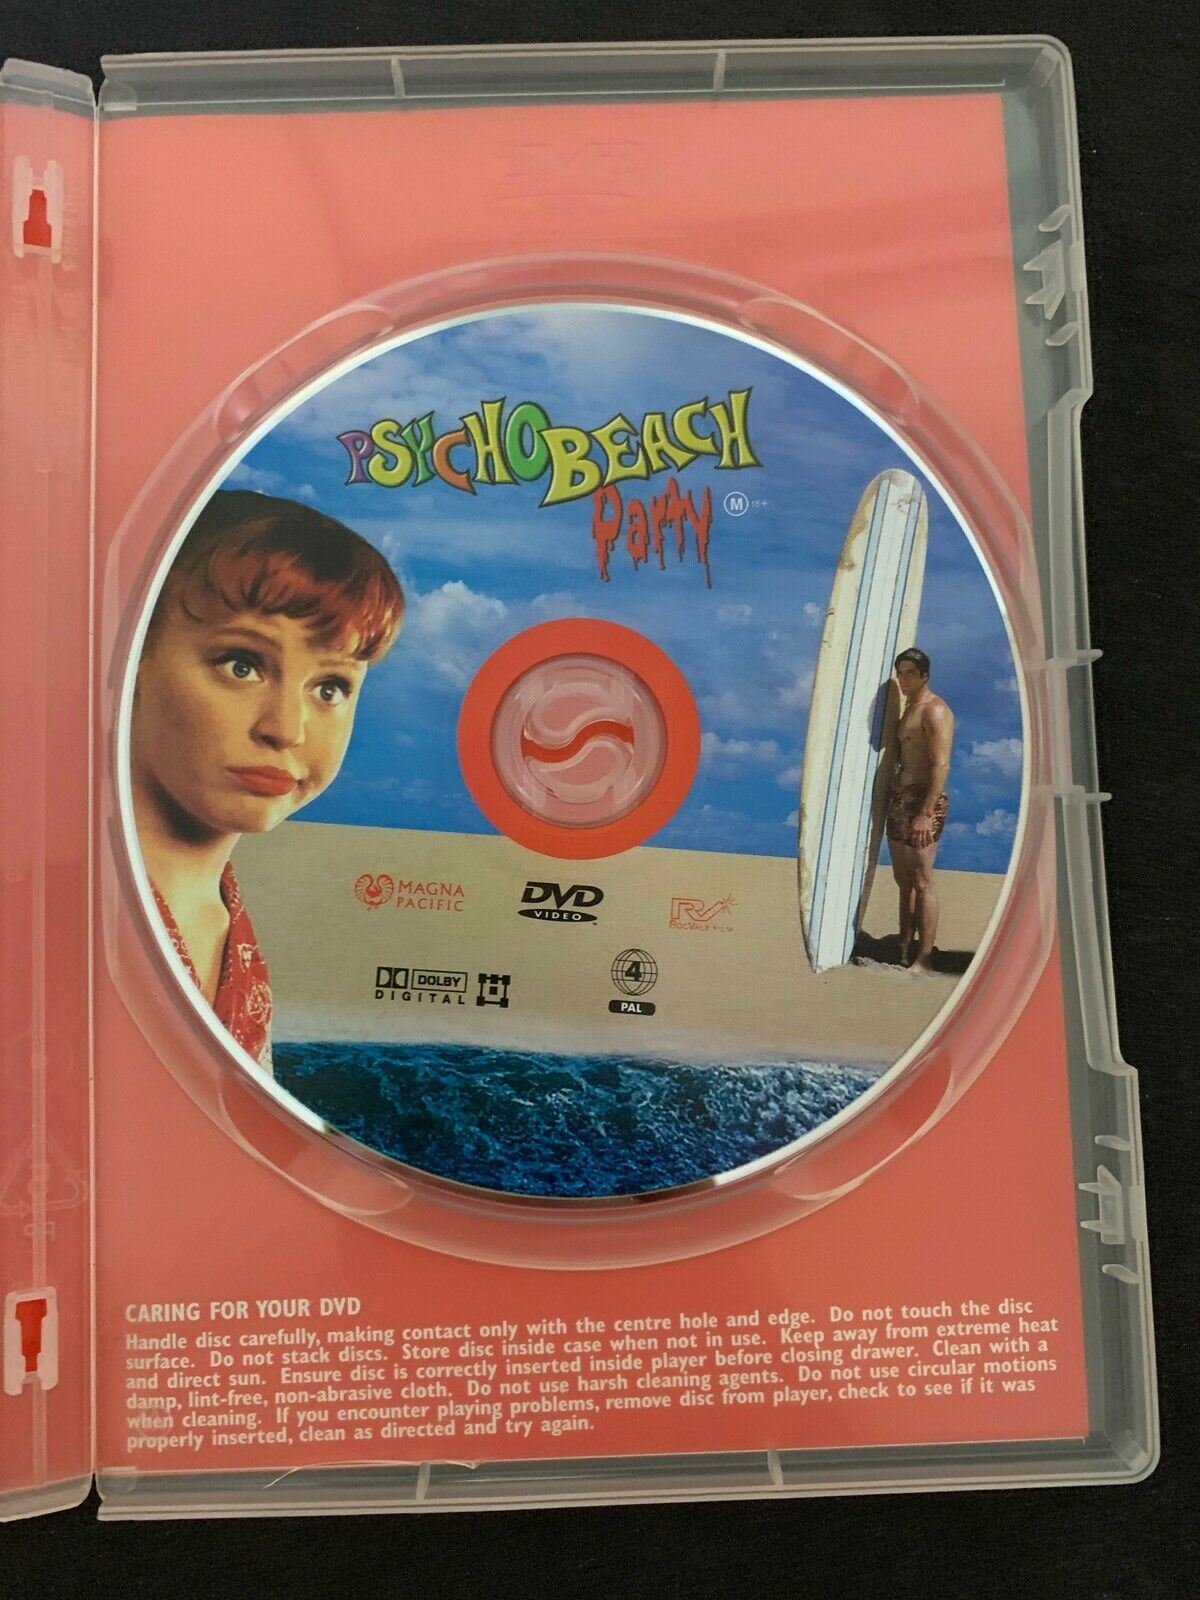 PSYCHO BEACH
Party
M 15+
MAGNA
PACIFIC
DVD
VIDEO
RV
ROCVALE FILM
DOLBY
DIGITAL
4
PAL
CARING FOR YOUR DVD
Handle disc carefully, making contact only with the centre hole and edge. Do not touch the disc
surface. Do not stack discs. Store disc inside case when not in use. Keep away from extreme heat
and direct sun. Ensure disc is correctly inserted inside player before closing drawer. Clean with a
damp, lint-free, non-abrasive cloth. Do not use harsh cleaning agents. Do not use circular motions
when cleaning. If you encounter playing problems, remove disc from player, check to see if it was
properly inserted, clean as directed and try again.